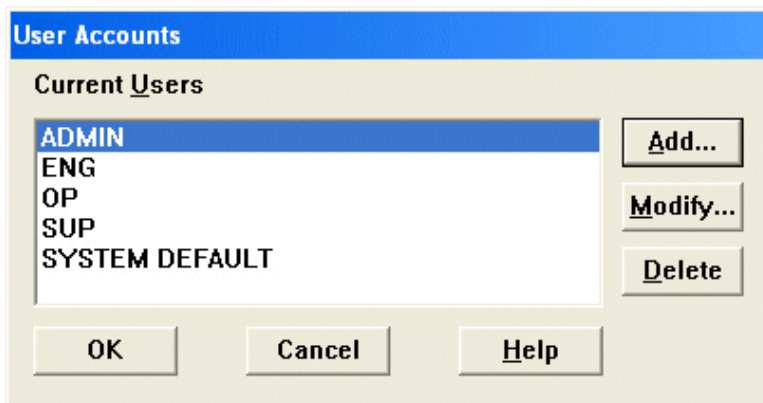 User Accounts
Current Users
ADMIN
ENG
OP
SUP
SYSTEM DEFAULT
Add...
Modify...
Delete
OK
Cancel
Help